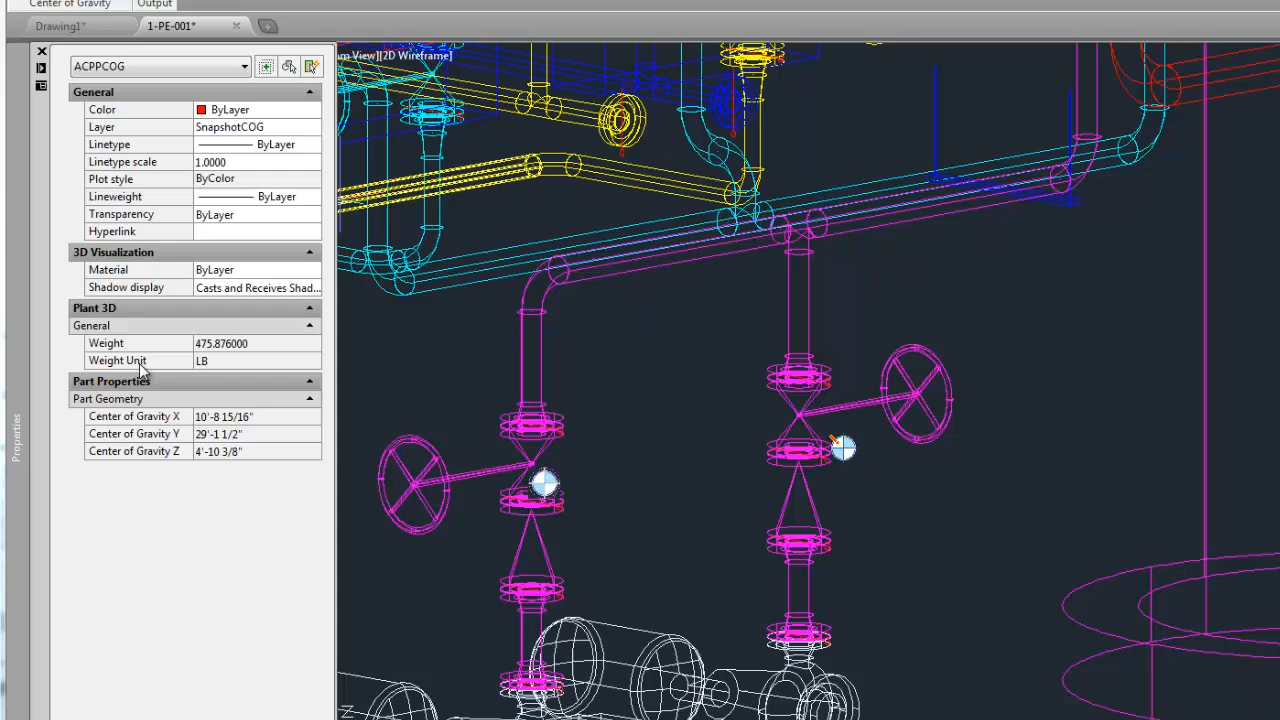 Center of Gravity Output
Drawing1* 1-PE-001*
am View][2D Wireframe]
ACPPCOG
General
Color ByLayer
Layer SnapshotCOG
Linetype ByLayer
Linetype scale 1.0000
Plot style ByColor
Lineweight ByLayer
Transparency ByLayer
Hyperlink
3D Visualization
Material ByLayer
Shadow display Casts and Receives Shad...
Plant 3D
General
Weight 475.876000
Weight Unit LB
Part Properties
Part Geometry
Center of Gravity X 10'-8 15/16"
Center of Gravity Y 29'-1 1/2"
Center of Gravity Z 4'-10 3/8"
Properties
Z